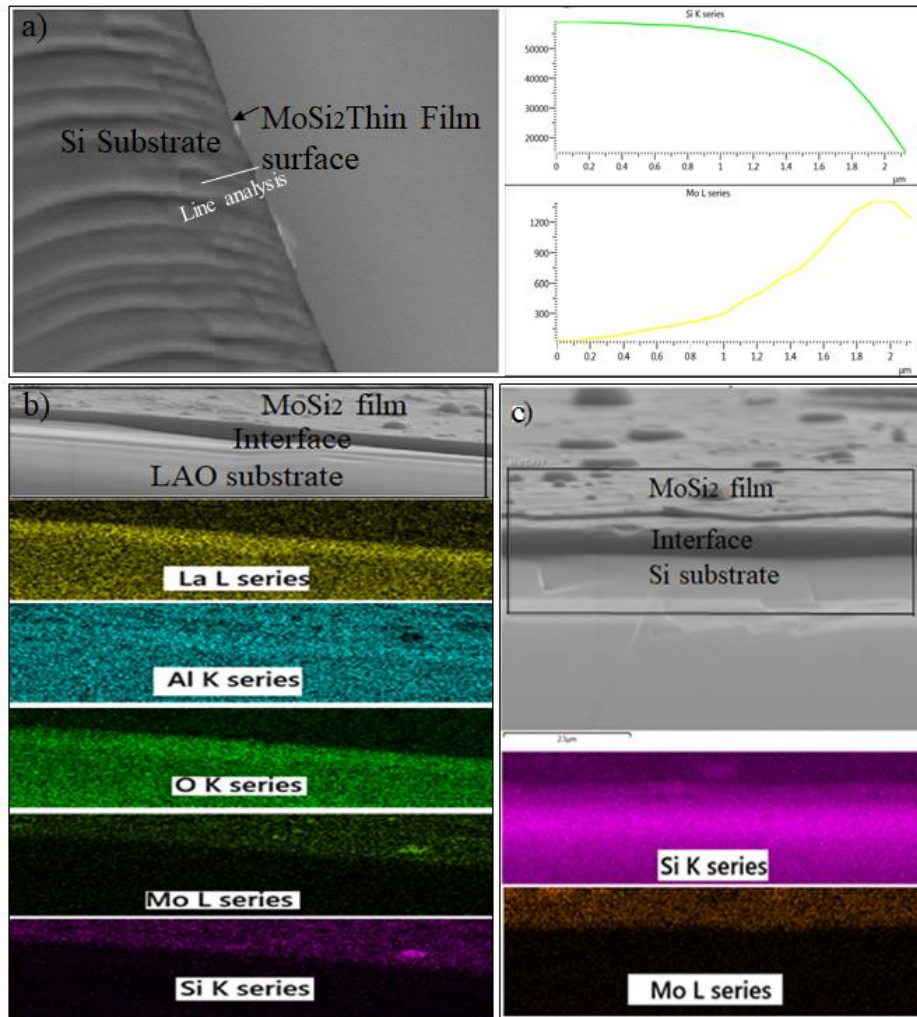 a)
Si Substrate
MoSi2Thin Film
surface
Line analysis
Si K series
50000
40000
30000
20000
0 0.2 0.4 0.6 0.8 1 1.2 1.4 1.6 1.8 2
µm
Mo L series
1200
900
600
300
0 0.2 0.4 0.6 0.8 1 1.2 1.4 1.6 1.8 2
µm
b)
MoSi2 film
Interface
LAO substrate
La L series
Al K series
O K series
Mo L series
Si K series
c)
MoSi2 film
Interface
Si substrate
2.5µm
Si K series
Mo L series